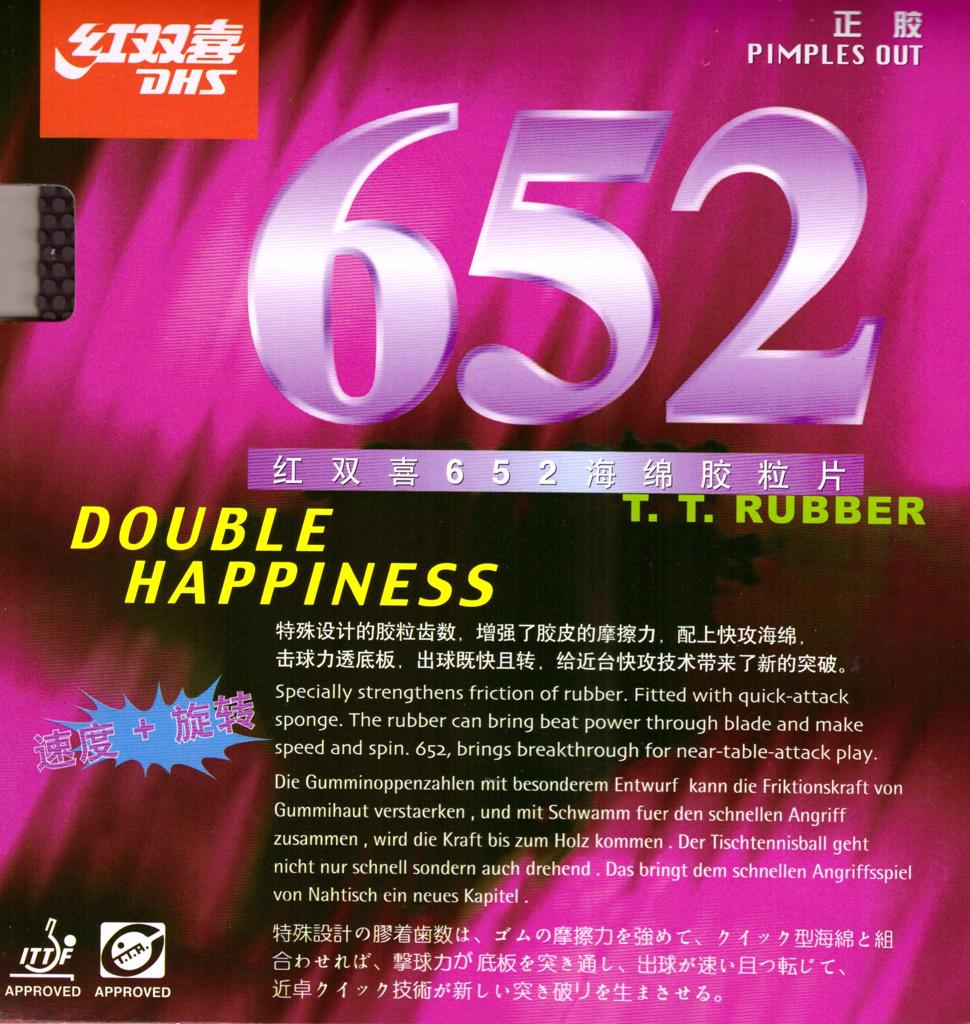 红双喜
DHS
正胶
PIMPLES OUT
652
红双喜652海绵胶粒片
T. T. RUBBER
DOUBLE
HAPPINESS
特殊设计的胶粒齿数，增强了胶皮的摩擦力，配上快攻海绵，
击球力透底板，出球既快且转，给近台快攻技术带来了新的突破。
速度 + 旋转
Specially strengthens friction of rubber. Fitted with quick-attack
sponge. The rubber can bring beat power through blade and make
speed and spin. 652, brings breakthrough for near-table-attack play.
Die Gumminoppenzahlen mit besonderem Entwurf kann die Friktionskraft von
Gummihaut verstaerken , und mit Schwamm fuer den schnellen Angriff
zusammen , wird die Kraft bis zum Holz kommen . Der Tischtennisball geht
nicht nur schnell sondern auch drehend . Das bringt dem schnellen Angriffsspiel
von Nahtisch ein neues Kapitel .
特殊設計の膠着歯数は、ゴムの摩擦力を強めて、クイック型海綿と組
合わせれば、撃球力が底板を突き通し、出球が速い且つ転じて、
近卓クイック技術が新しい突き破りを生まさせる。
ITTF
APPROVED
J.T.T.A.
APPROVED